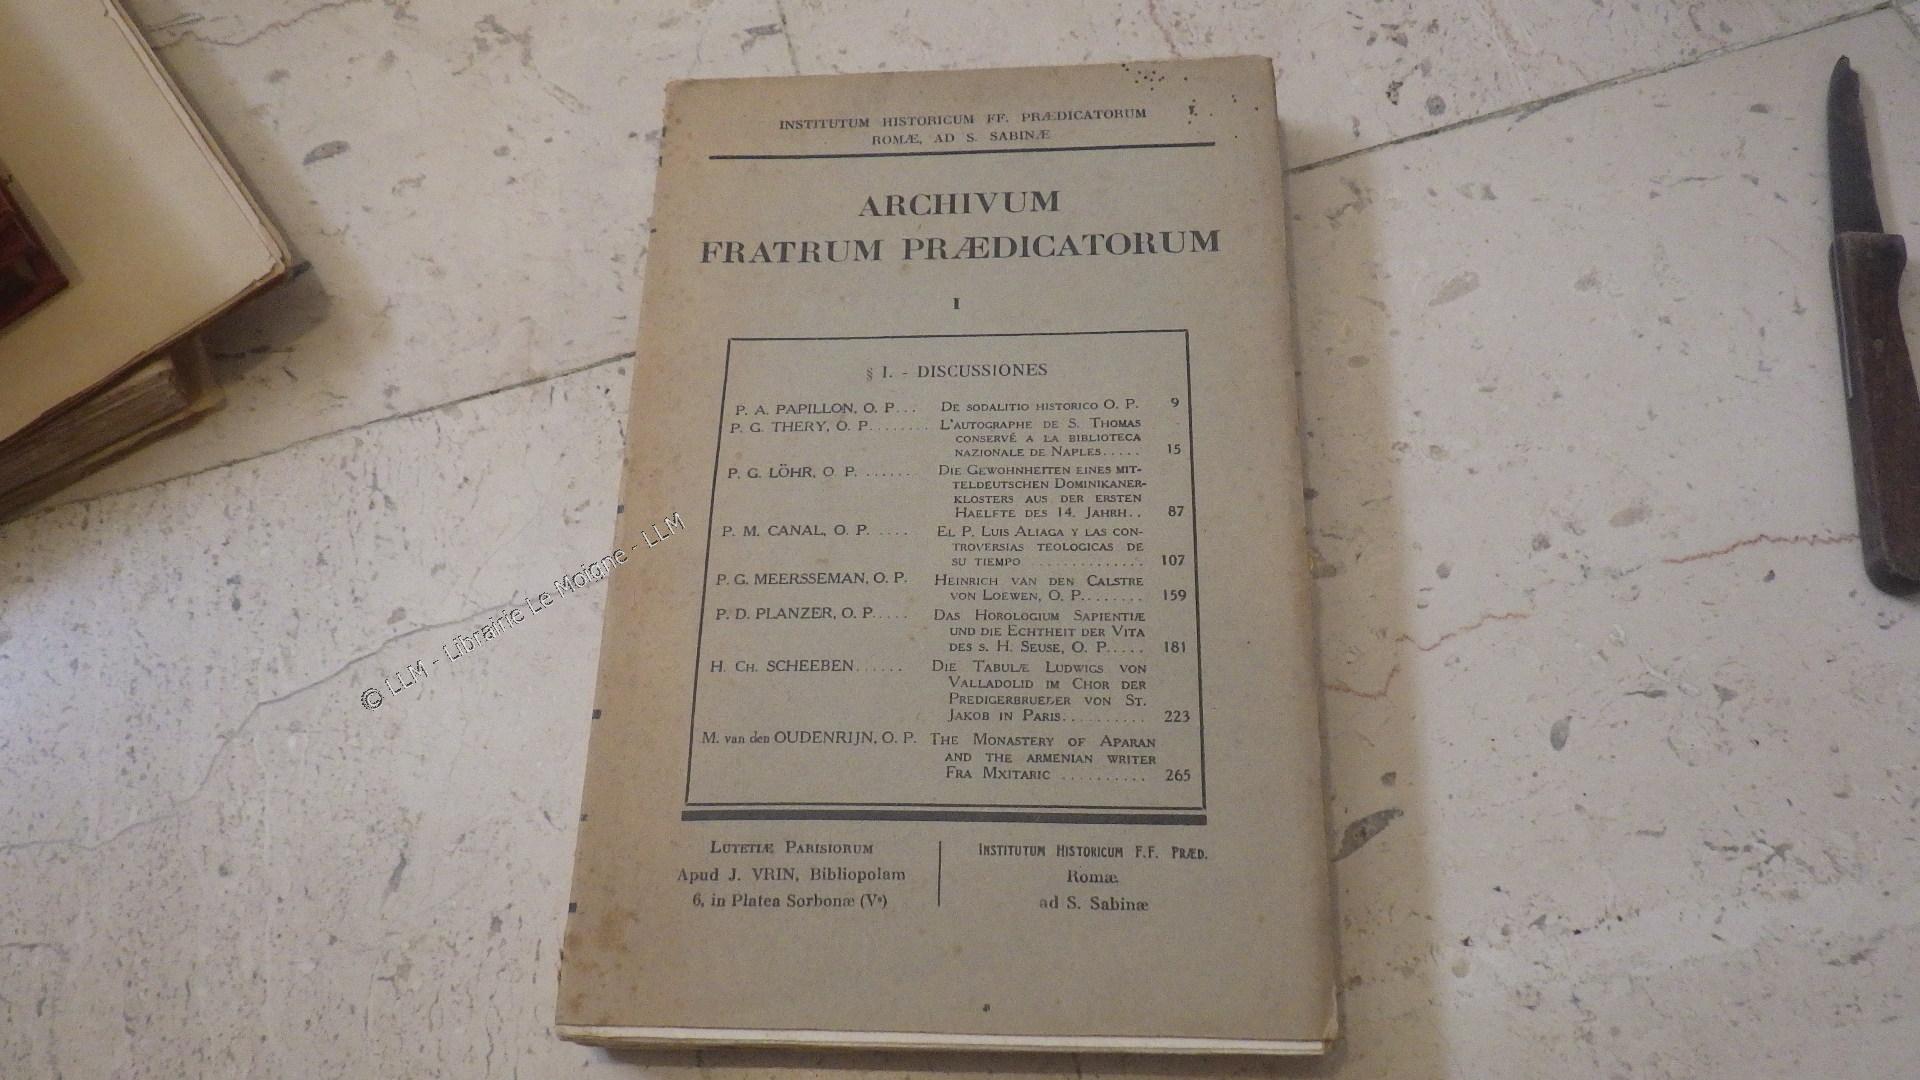 INSTITUTUM HISTORICUM FF. PRÆDICATORUM
ROMÆ, AD S. SABINÆ
ARCHIVUM
FRATRUM PRÆDICATORUM
I
§ I. - DISCUSSIONES
P. A. PAPILLON, O. P... DE SODALITIO HISTORICO O. P. 9
P. G. THERY, O. P........ L'AUTOGRAPHE DE S. THOMAS
CONSERVÉ A LA BIBLIOTECA
NAZIONALE DE NAPLES..... 15
P. G. LÖHR, O P. ....... DIE GEWOHNHEITEN EINES MIT-
TELDEUTSCHEN DOMINIKANER-
KLOSTERS AUS DER ERSTEN
HAELFTE DES 14. JAHRH.. 87
P. M. CANAL, O. P. .... EL P. LUIS ALIAGA Y LAS CON-
TROVERSIAS TEOLOGICAS DE
SU TIEMPO ............. 107
P. G. MEERSSEMAN, O. P. HEINRICH VAN DEN CALSTRE
VON LOEWEN, O. P........ 159
P. D. PLANZER, O. P..... DAS HOROLOGIUM SAPIENTIÆ
UND DIE ECHTHEIT DER VITA
DES S. H. SEUSE, O. P..... 181
H. CH. SCHEEBEN...... DIE TABULÆ LUDWIGS VON
VALLADOLID IM CHOR DER
PREDIGERBRUEDER VON ST.
JAKOB IN PARIS.......... 223
M. van den OUDENRIJN, O. P. THE MONASTERY OF APARAN
AND THE ARMENIAN WRITER
FRA MXITARIC .......... 265
LUTETIÆ PARISIORUM
Apud J. VRIN, Bibliopolam
6, in Platea Sorbonæ (Vᵉ)
INSTITUTUM HISTORICUM F.F. PRÆD.
Romæ
ad S. Sabinæ
© LLM - Librairie Le Moigne - LLM